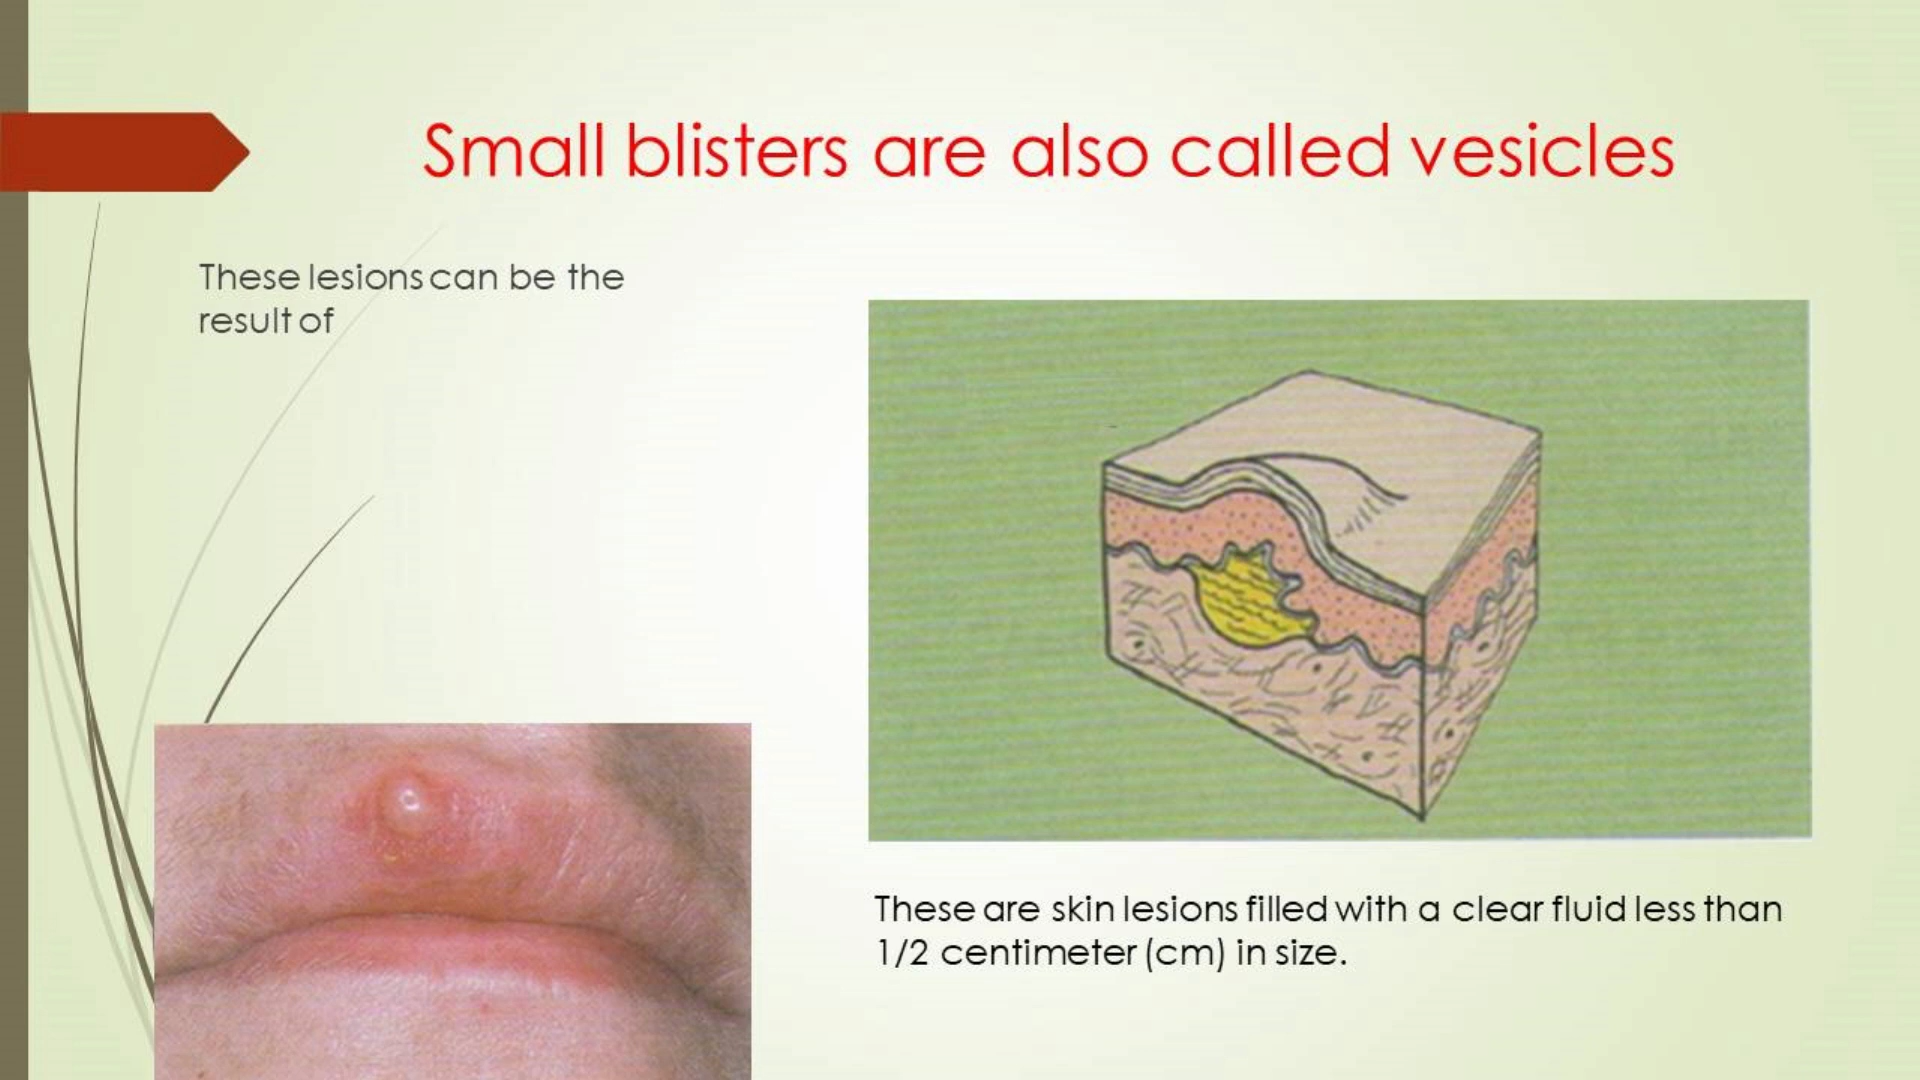 Small blisters are also called vesicles
These lesions can be the
result of
These are skin lesions filled with a clear fluid less than
1/2 centimeter (cm) in size.